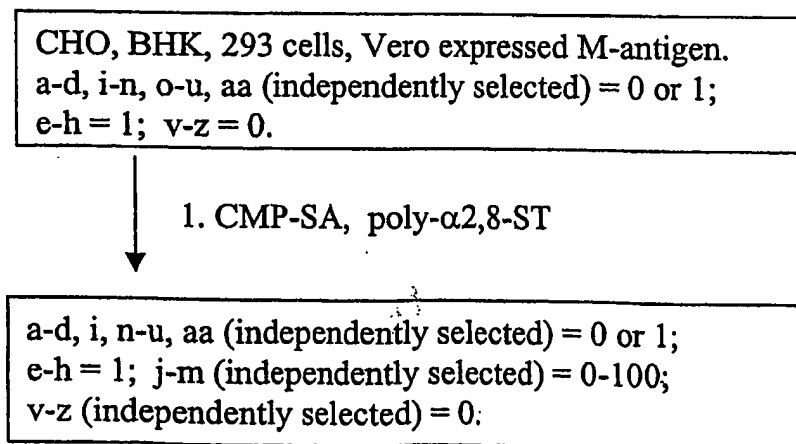 CHO, BHK, 293 cells, Vero expressed M-antigen.
a-d, i-n, o-u, aa (independently selected) = 0 or 1;
e-h = 1; v-z = 0.
1. CMP-SA, poly-α2,8-ST
a-d, i, n-u, aa (independently selected) = 0 or 1;
e-h = 1; j-m (independently selected) = 0-100;
v-z (independently selected) = 0.